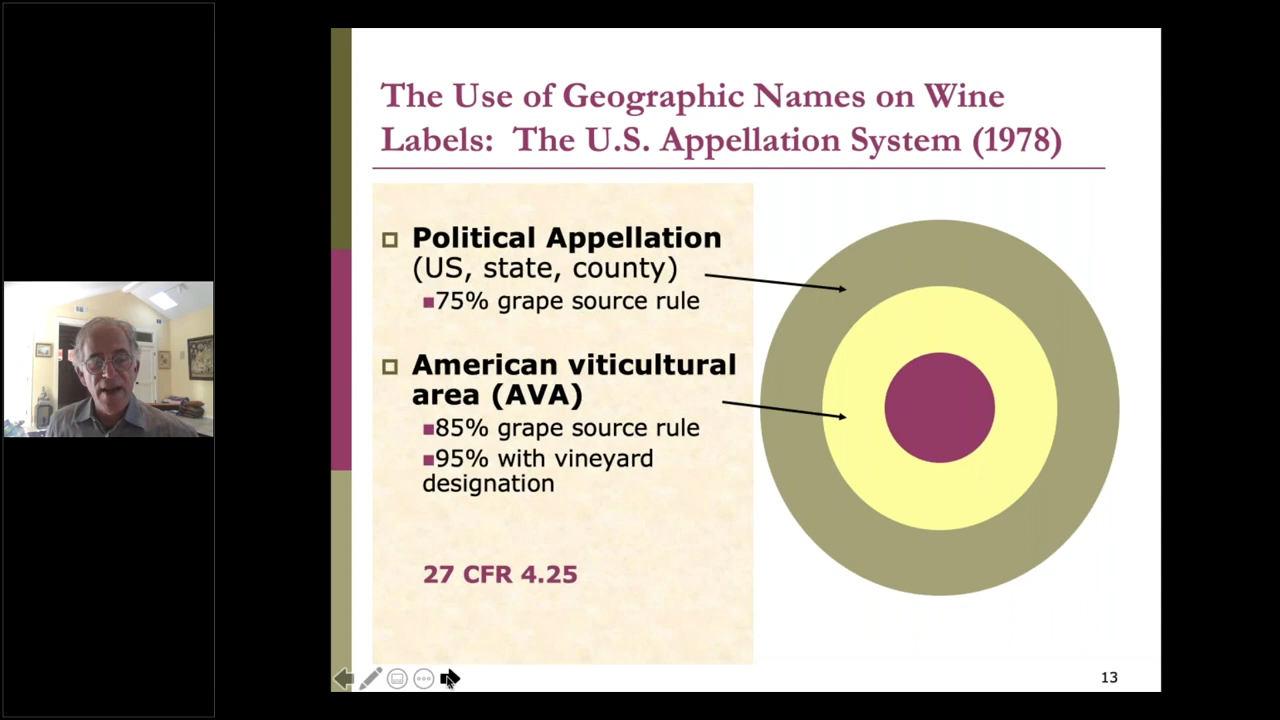 The Use of Geographic Names on Wine
Labels: The U.S. Appellation System (1978)
Political Appellation
(US, state, county)
75% grape source rule
American viticultural
area (AVA)
85% grape source rule
95% with vineyard
designation
27 CFR 4.25
13